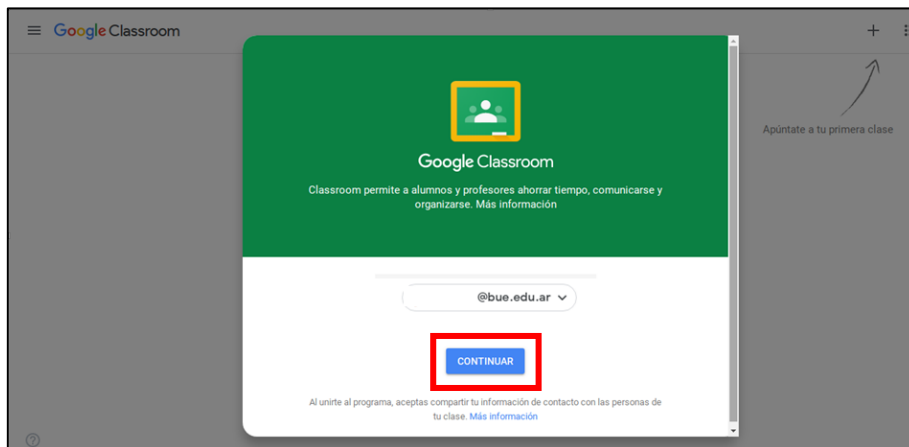 Google Classroom
Apúntate a tu primera clase
Google Classroom
Classroom permite a alumnos y profesores ahorrar tiempo, comunicarse y
organizarse. Más información
@bue.edu.ar
CONTINUAR
Al unirte al programa, aceptas compartir tu información de contacto con las personas de
tu clase. Más información